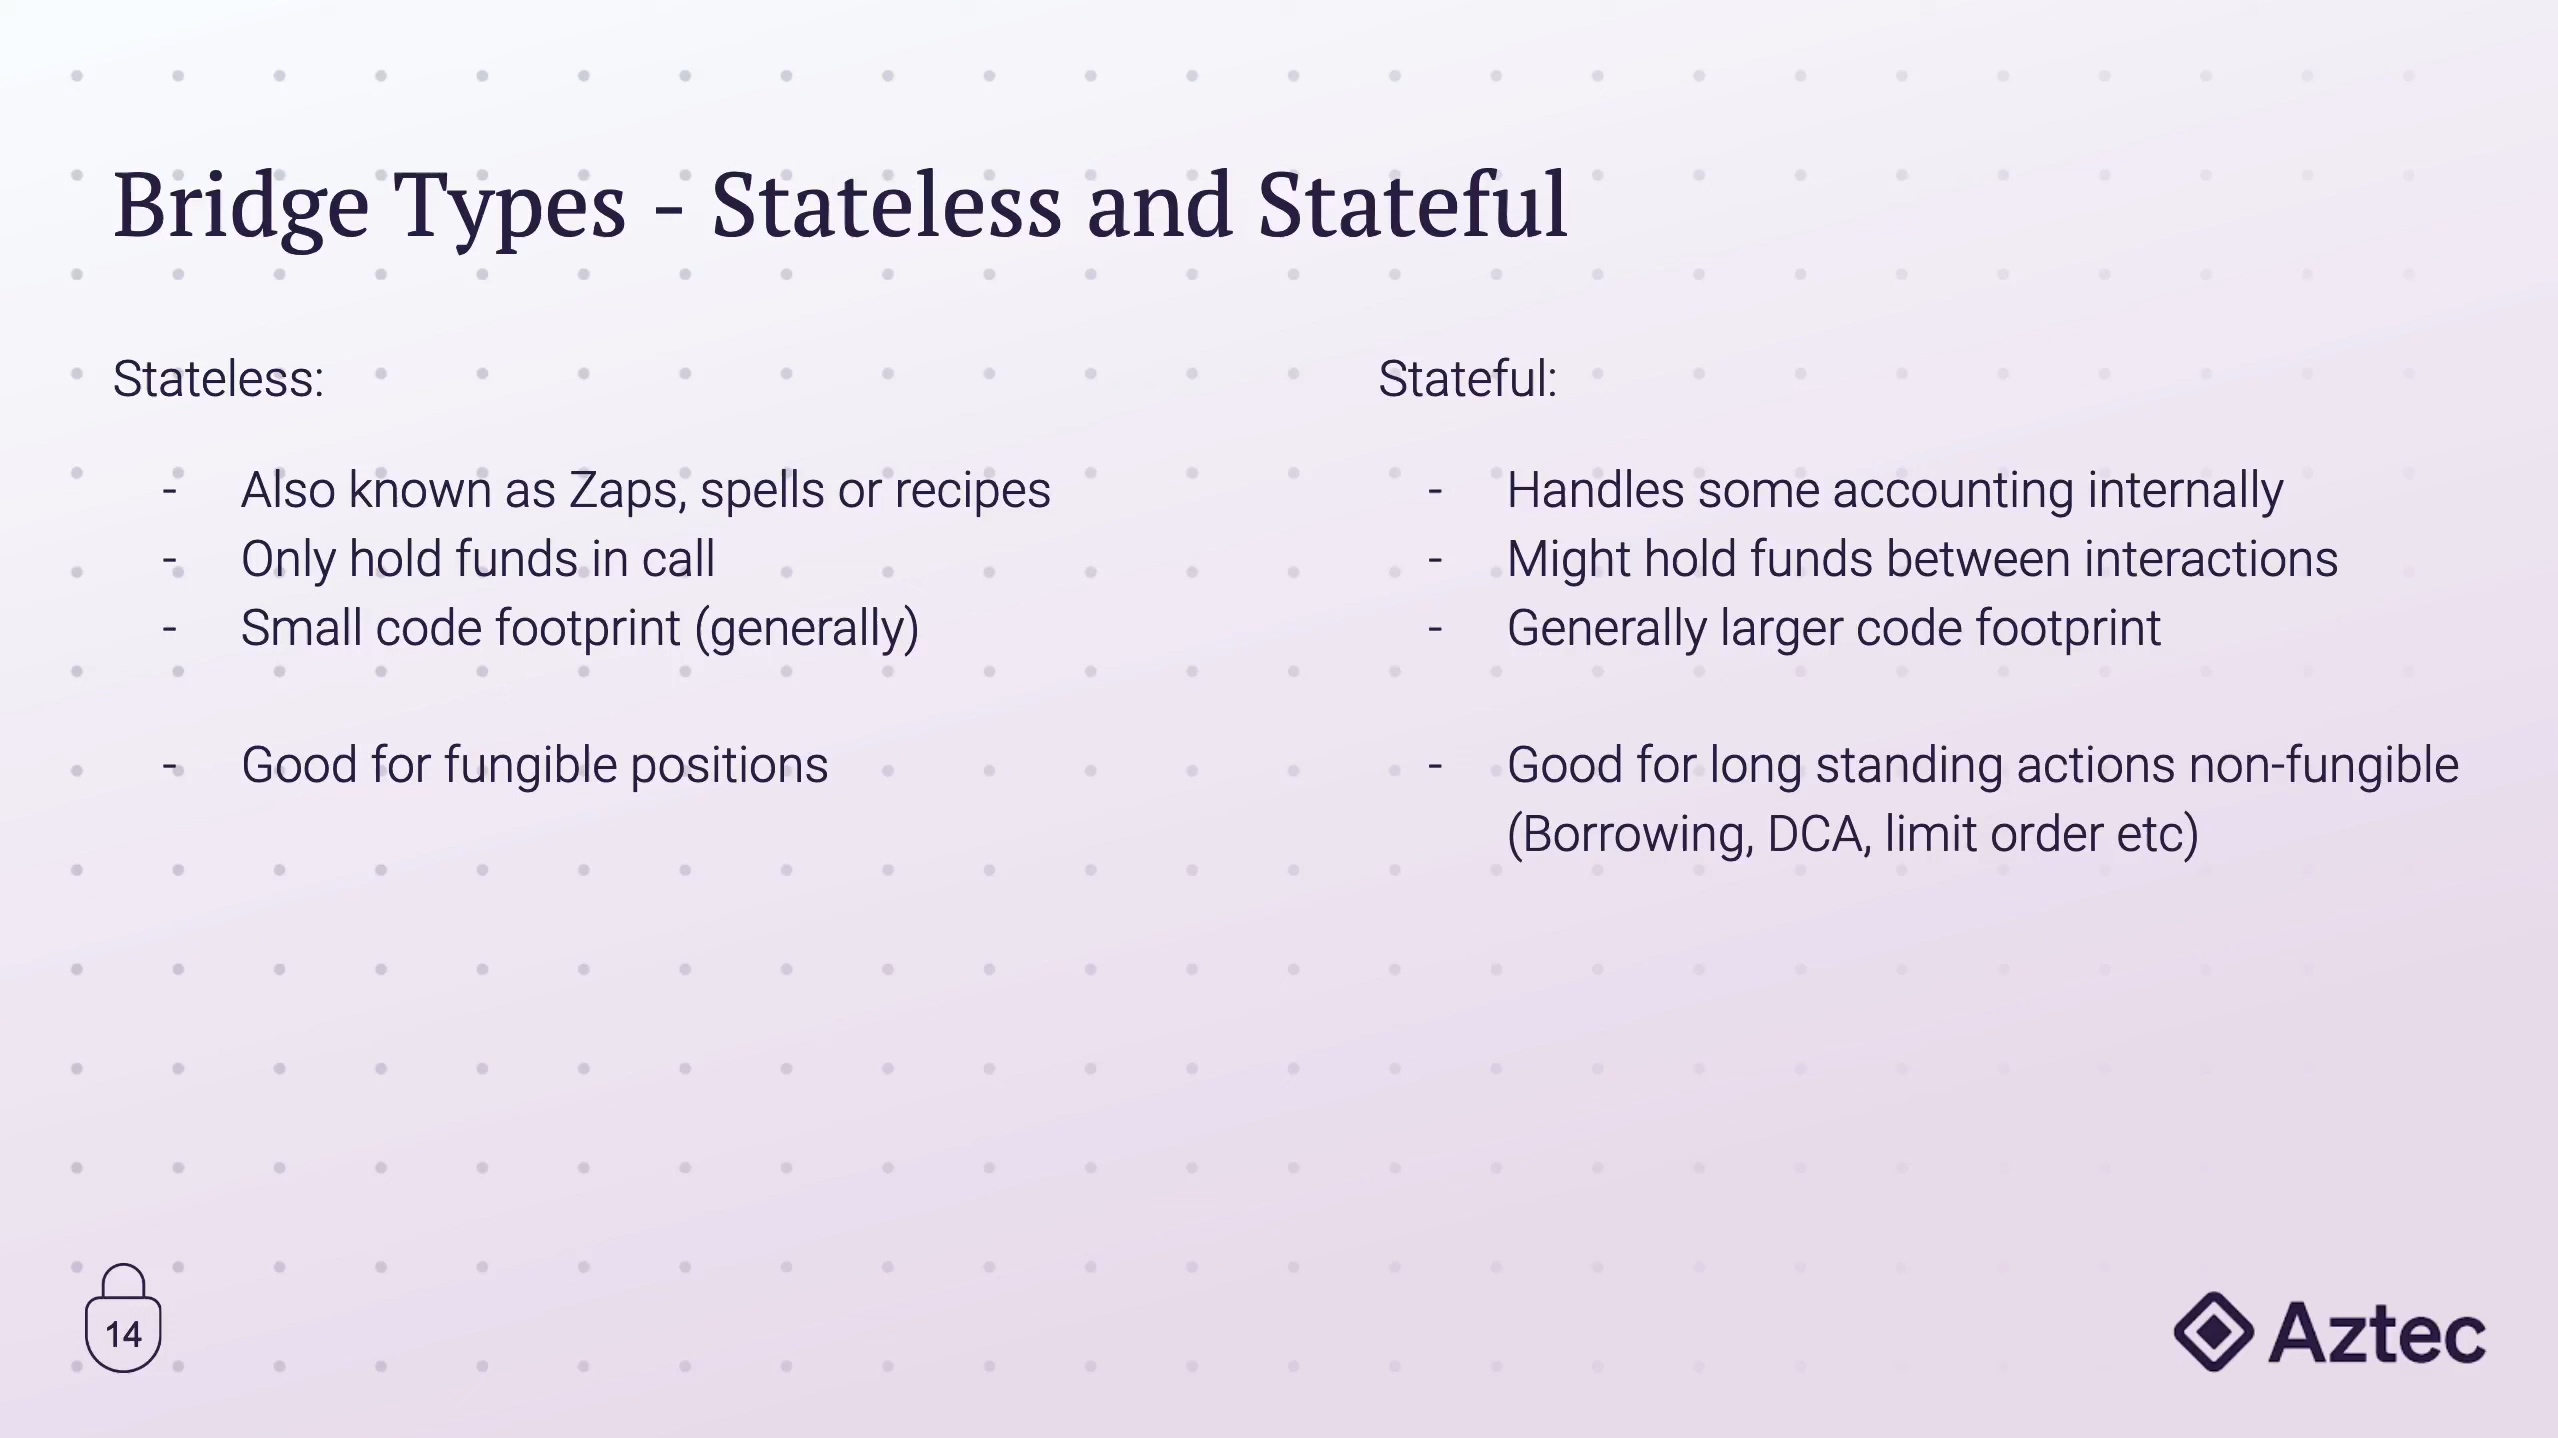 Bridge Types - Stateless and Stateful
Stateless:
- Also known as Zaps, spells or recipes
- Only hold funds in call
- Small code footprint (generally)
- Good for fungible positions
Stateful:
- Handles some accounting internally
- Might hold funds between interactions
- Generally larger code footprint
- Good for long standing actions non-fungible
(Borrowing, DCA, limit order etc)
14
Aztec